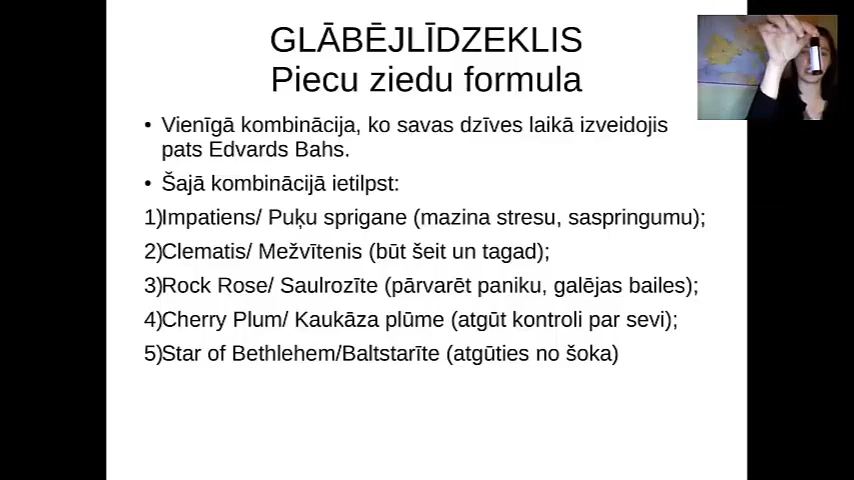 GLĀBĒJLĪDZEKLIS
Piecu ziedu formula
• Vienīgā kombinācija, ko savas dzīves laikā izveidojis
pats Edvards Bahs.
• Šajā kombinācijā ietilpst:
1)Impatiens/ Puķu sprigane (mazina stresu, saspringumu);
2)Clematis/ Mežvītenis (būt šeit un tagad);
3)Rock Rose/ Saulrozīte (pārvarēt paniku, galējas bailes);
4)Cherry Plum/ Kaukāza plūme (atgūt kontroli par sevi);
5)Star of Bethlehem/Baltstarīte (atgūties no šoka)